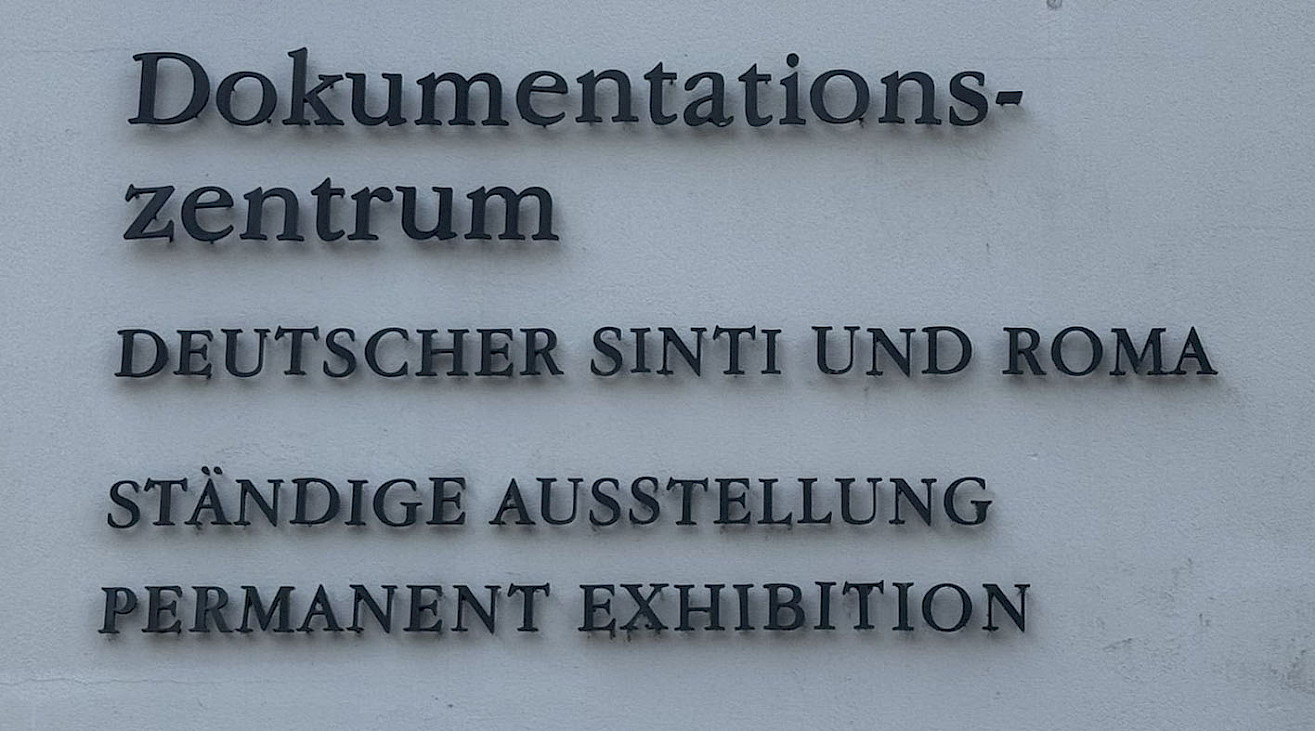 Dokumentations-
zentrum
DEUTSCHER SINTI UND ROMA
STÄNDIGE AUSSTELLUNG
PERMANENT EXHIBITION